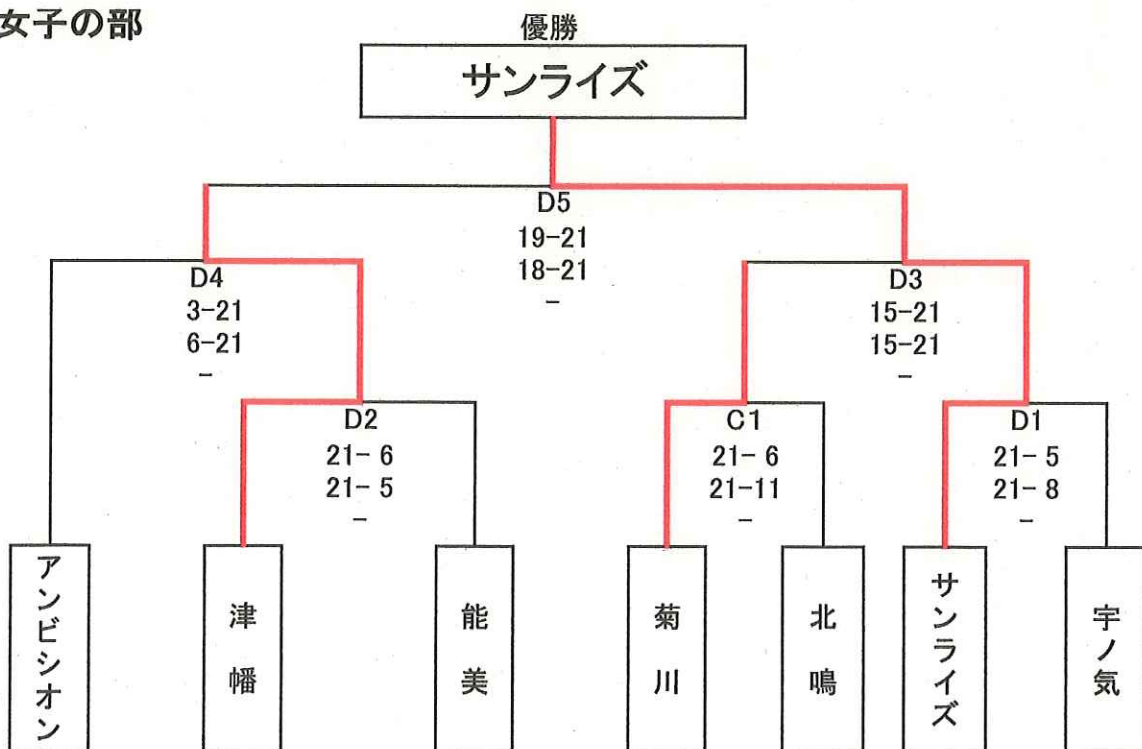 女子の部
優勝
サンライズ
D5
19-21
18-21
-
D4
3-21
6-21
-
D3
15-21
15-21
-
D2
21- 6
21- 5
-
C1
21- 6
21-11
-
D1
21- 5
21- 8
-
アンビシオン
津幡
能美
菊川
北鳴
サンライズ
宇ノ気